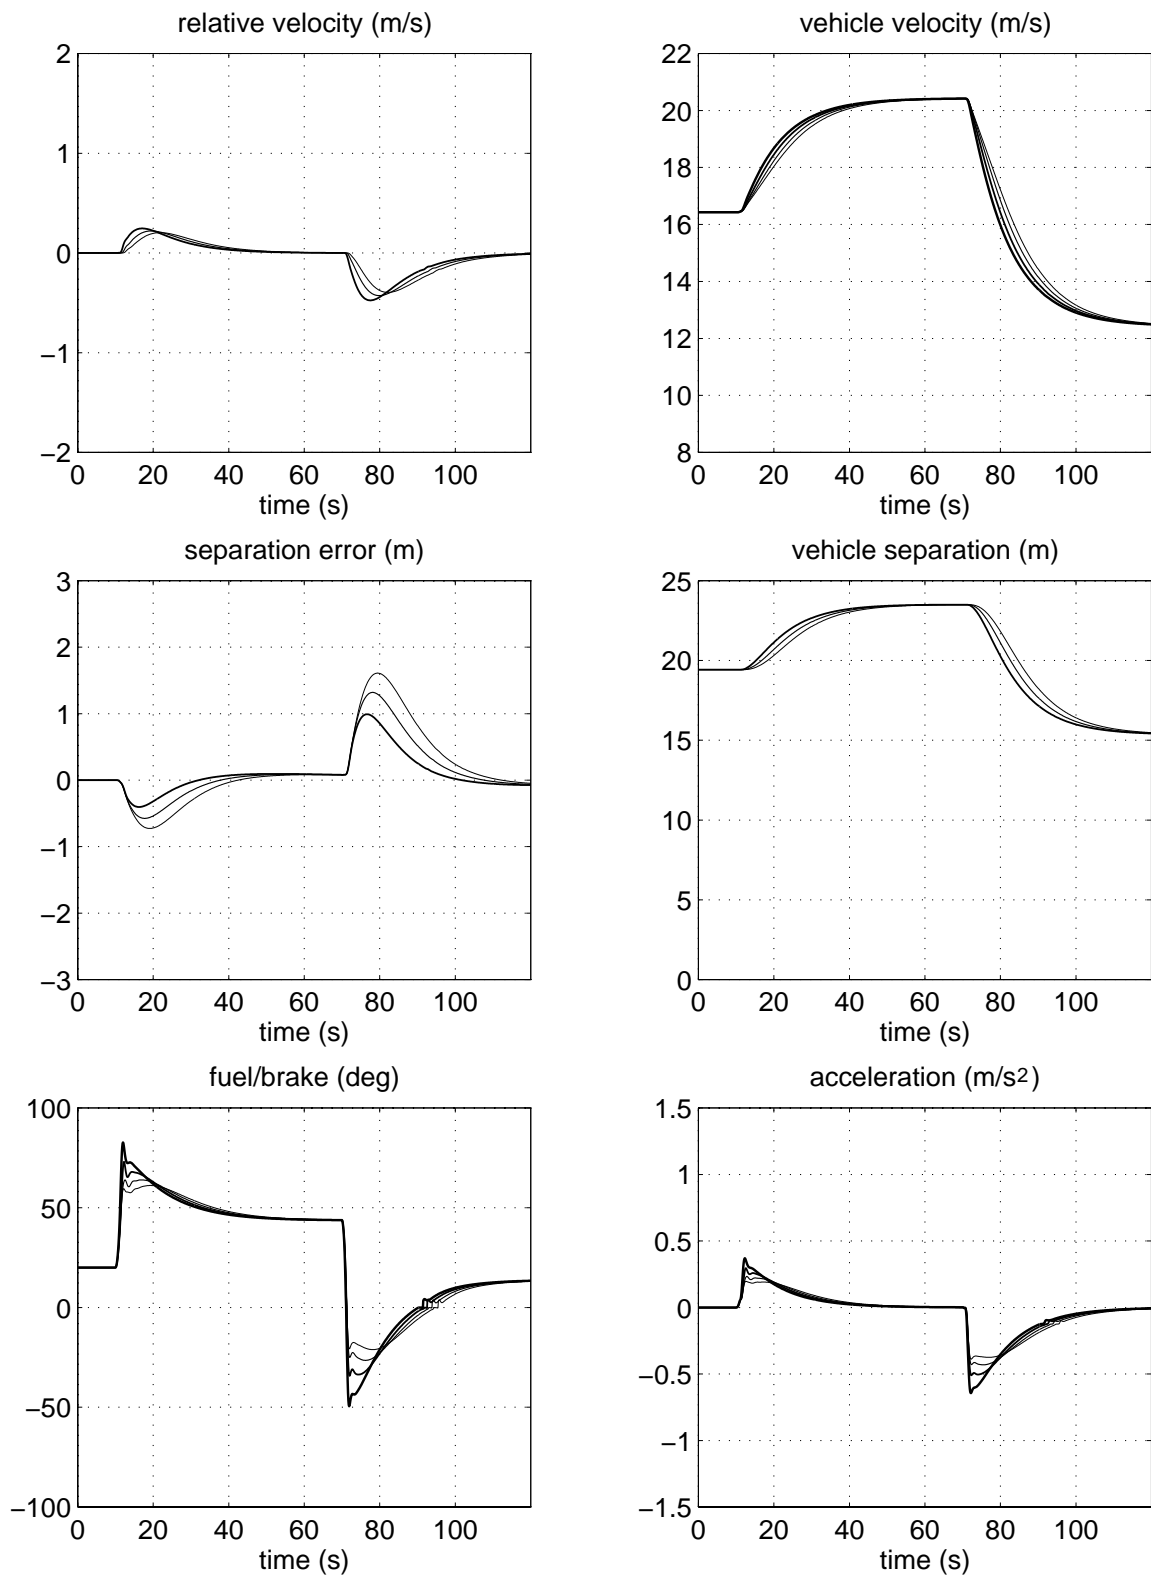 relative velocity (m/s)
2
1
0
−1
−2
0 20 40 60 80 100
time (s)
vehicle velocity (m/s)
22
20
18
16
14
12
10
8
0 20 40 60 80 100
time (s)
separation error (m)
3
2
1
0
−1
−2
−3
0 20 40 60 80 100
time (s)
vehicle separation (m)
25
20
15
10
5
0
0 20 40 60 80 100
time (s)
fuel/brake (deg)
100
50
0
−50
−100
0 20 40 60 80 100
time (s)
acceleration (m/s²)
1.5
1
0.5
0
−0.5
−1
−1.5
0 20 40 60 80 100
time (s)